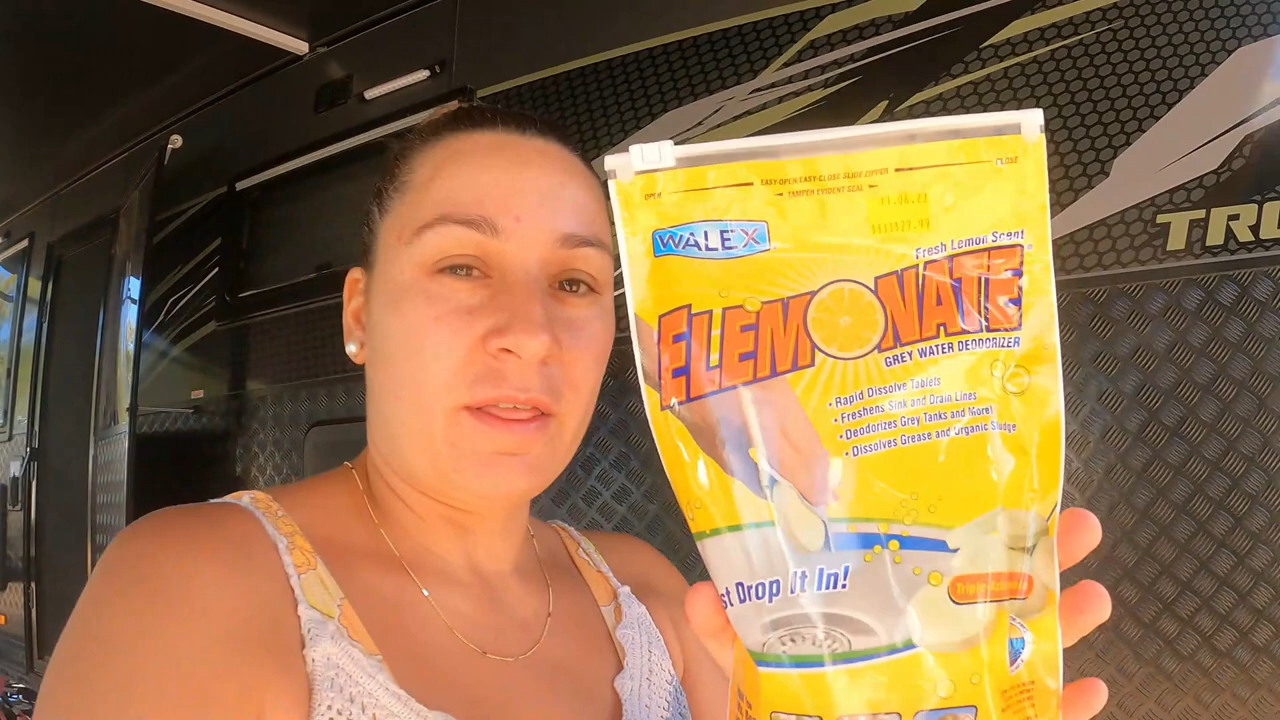 OPEN
EASY-OPEN/EASY-CLOSE SLIDE ZIPPER
CLOSE
TAMPER EVIDENT SEAL
WALEX
Fresh Lemon Scent
ELEMONATE
GREY WATER DEODORIZER
• Rapid Dissolve Tablets
• Freshens Sink and Drain Lines
• Deodorizes Grey Tanks and More!
• Dissolves Grease and Organic Sludge
st Drop It In!
TR